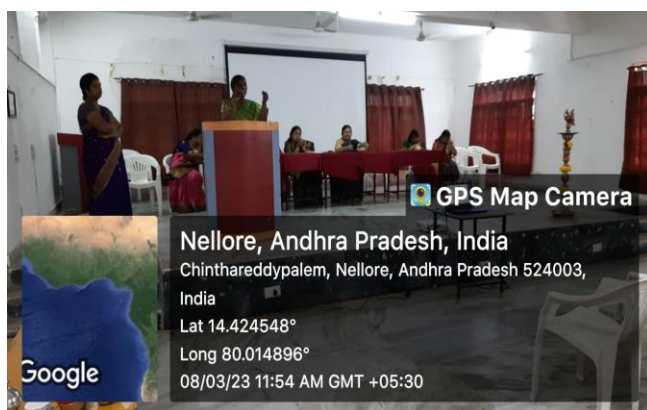 GPS Map Camera
Nellore, Andhra Pradesh, India
Chinthareddypalem, Nellore, Andhra Pradesh 524003,
India
Lat 14.424548°
Long 80.014896°
08/03/23 11:54 AM GMT +05:30
Google